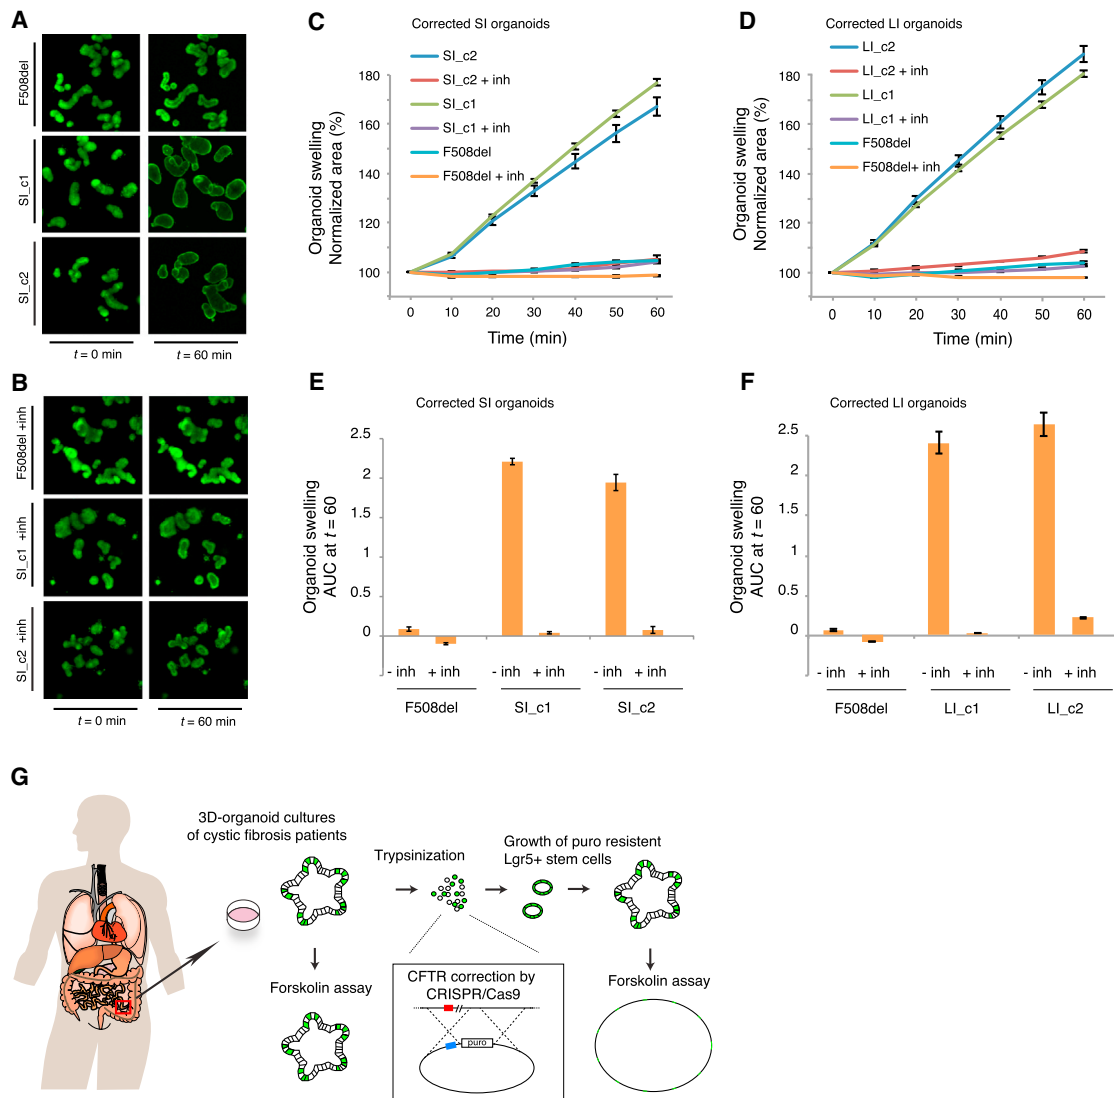 A
F508del
SI_c1
SI_c2
t = 0 min
t = 60 min
B
F508del +inh
SI_c1 +inh
SI_c2 +inh
t = 0 min
t = 60 min
C
Corrected SI organoids
SI_c2
SI_c2 + inh
SI_c1
SI_c1 + inh
F508del
F508del + inh
Organoid swelling
Normalized area (%)
180
160
140
120
100
0 10 20 30 40 50 60
Time (min)
D
Corrected LI organoids
LI_c2
LI_c2 + inh
LI_c1
LI_c1 + inh
F508del
F508del+ inh
Organoid swelling
Normalized area (%)
180
160
140
120
100
0 10 20 30 40 50 60
Time (min)
E
Corrected SI organoids
Organoid swelling
AUC at t = 60
2.5
2
1.5
1
0.5
0
- inh + inh - inh + inh - inh + inh
F508del SI_c1 SI_c2
F
Corrected LI organoids
Organoid swelling
AUC at t = 60
2.5
2
1.5
1
0.5
0
- inh + inh - inh + inh - inh + inh
F508del LI_c1 LI_c2
G
3D-organoid cultures
of cystic fibrosis patients
Trypsinization
Growth of puro resistent
Lgr5+ stem cells
Forskolin assay
CFTR correction by
CRISPR/Cas9
puro
Forskolin assay